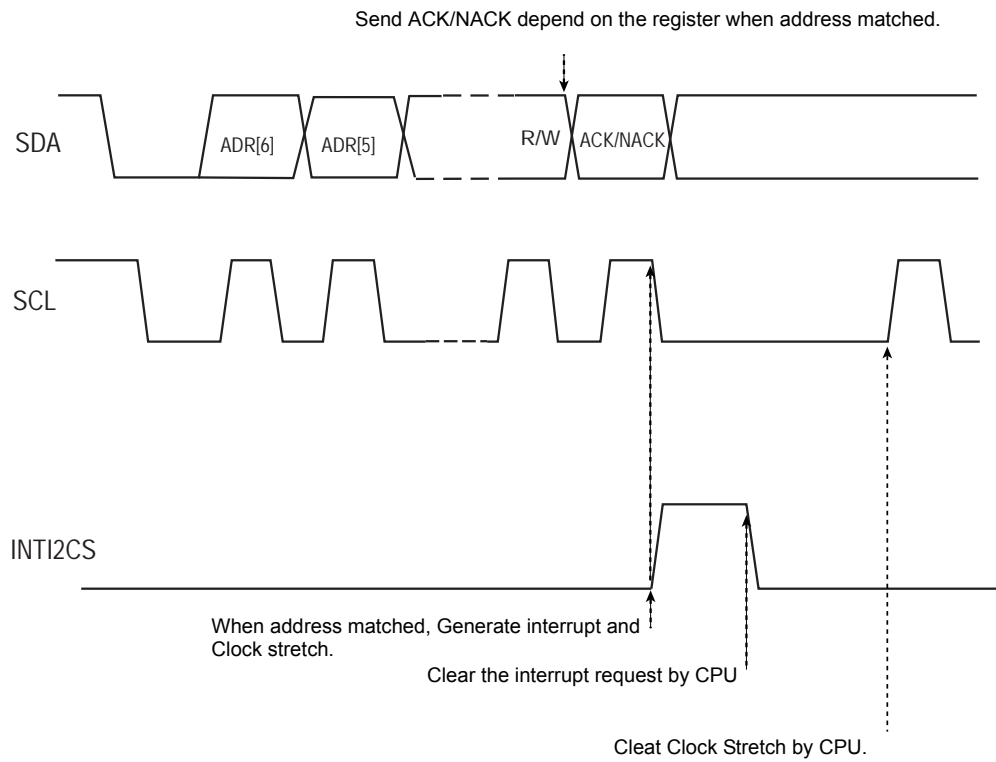 Send ACK/NACK depend on the register when address matched.
SDA
ADR[6]
ADR[5]
R/W
ACK/NACK
SCL
INTI2CS
When address matched, Generate interrupt and
Clock stretch.
Clear the interrupt request by CPU
Cleat Clock Stretch by CPU.